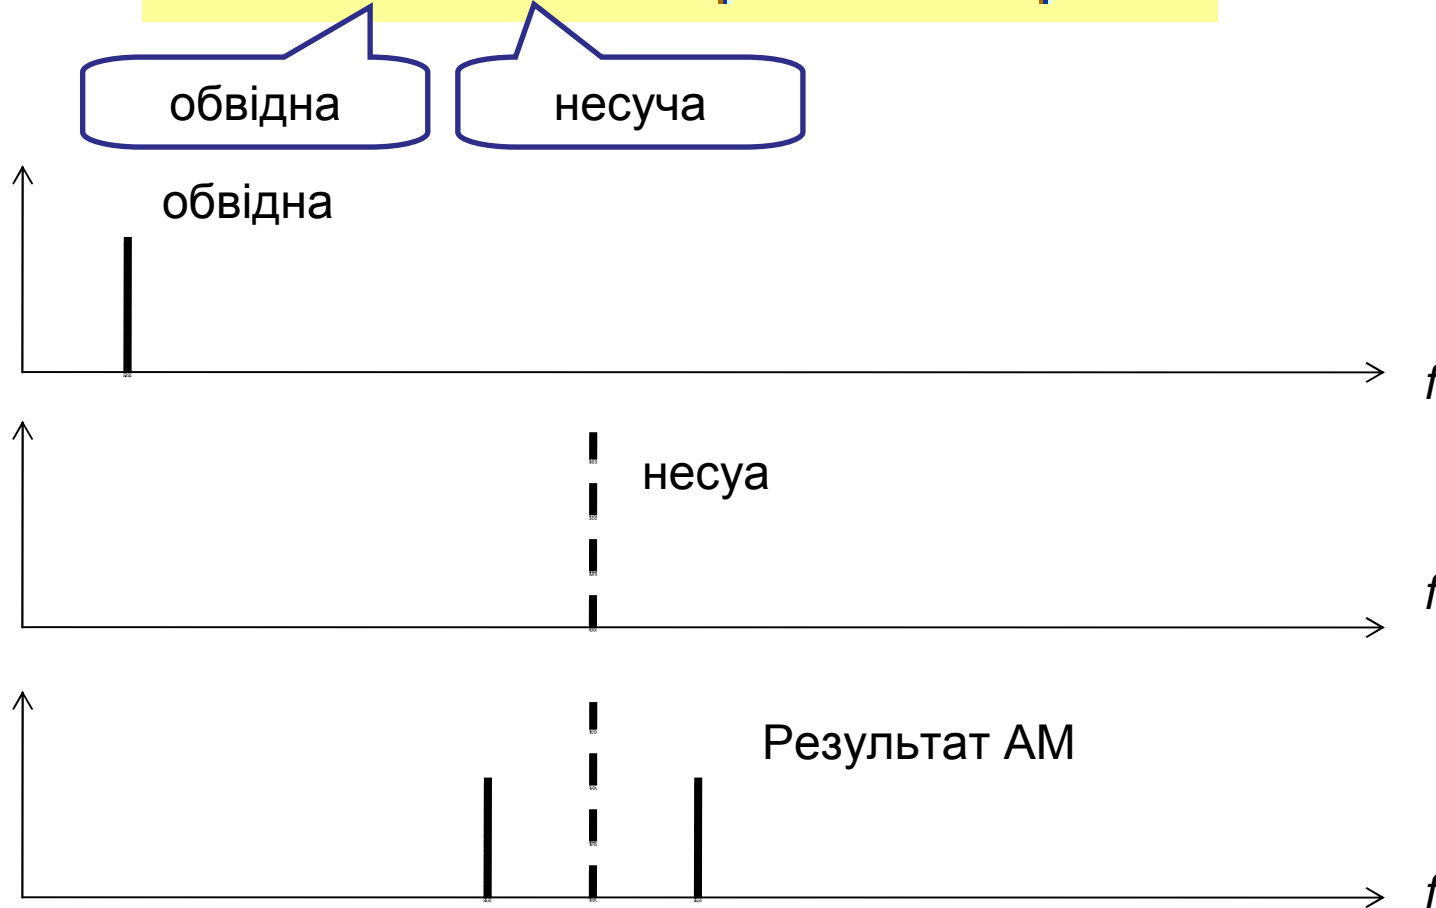 обвідна
несуча
обвідна
f
несуа
f
Результат АМ
f